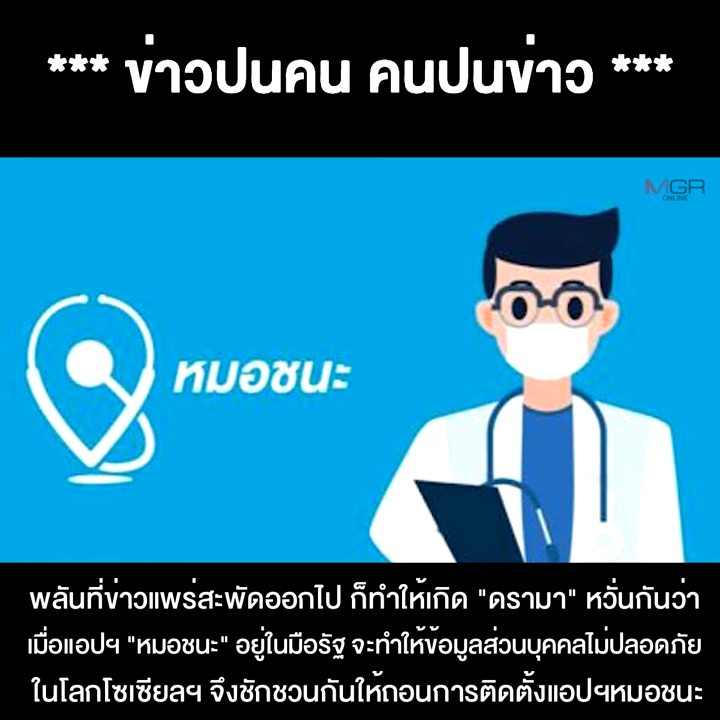 *** ข่าวปนคน คนปนข่าว ***
MGR
ONLINE
หมอชนะ
พลันที่ข่าวแพร่สะพัดออกไป ก็ทำให้เกิด "ดรามา" หวั่นกันว่า
เมื่อแอปฯ "หมอชนะ" อยู่ในมือรัฐ จะทำให้ข้อมูลส่วนบุคคลไม่ปลอดภัย
ในโลกโซเซียลฯ จึงชักชวนกันให้ถอนการติดตั้งแอปฯหมอชนะ